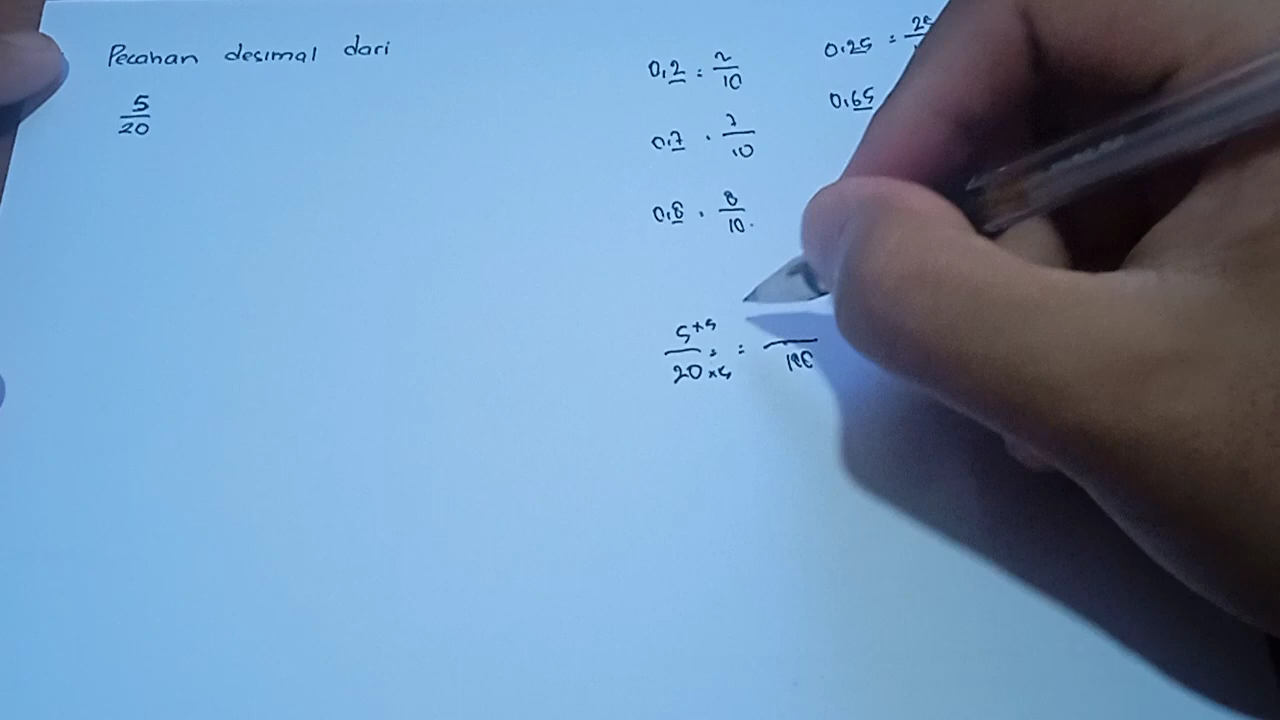 Pecahan desimal dari
5/20
0,2 = 2/10
0,7 = 7/10
0,8 = 8/10
0,25 = 25/
0,65
5×5/20×5 = /100